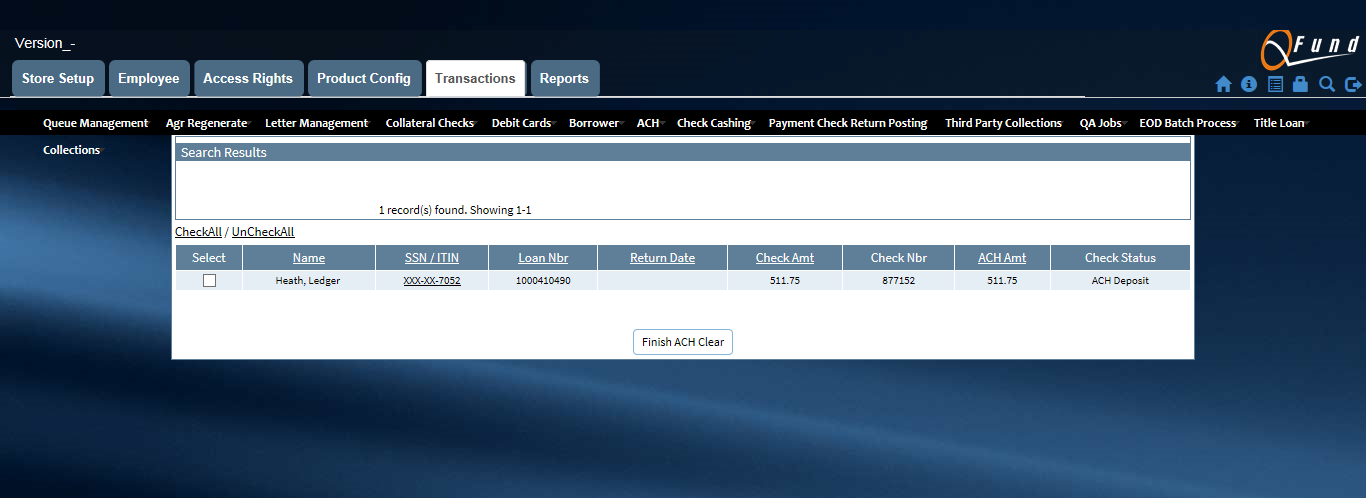 Version_-
QFund
Store Setup Employee Access Rights Product Config Transactions Reports
Queue Management Agr Regenerate Letter Management Collateral Checks Debit Cards Borrower ACH Check Cashing Payment Check Return Posting Third Party Collections QA Jobs EOD Batch Process Title Loan
Collections
Search Results
1 record(s) found. Showing 1-1
CheckAll / UnCheckAll
Select Name SSN / ITIN Loan Nbr Return Date Check Amt Check Nbr ACH Amt Check Status
Heath, Ledger XXX-XX-7052 1000410490 511.75 877152 511.75 ACH Deposit
Finish ACH Clear